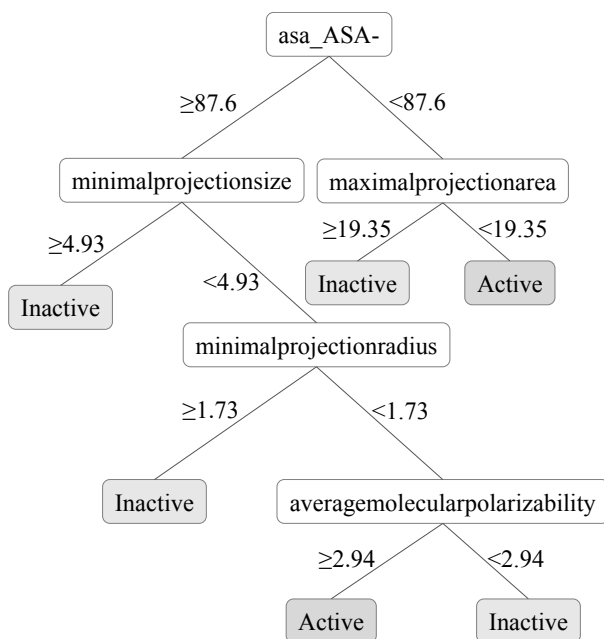 asa_ASA-
≥87.6 <87.6
minimalprojectionsize maximalprojectionarea
≥4.93 <4.93 ≥19.35 <19.35
Inactive Inactive Active
minimalprojectionradius
≥1.73 <1.73
Inactive averagemolecularpolarizability
≥2.94 <2.94
Active Inactive